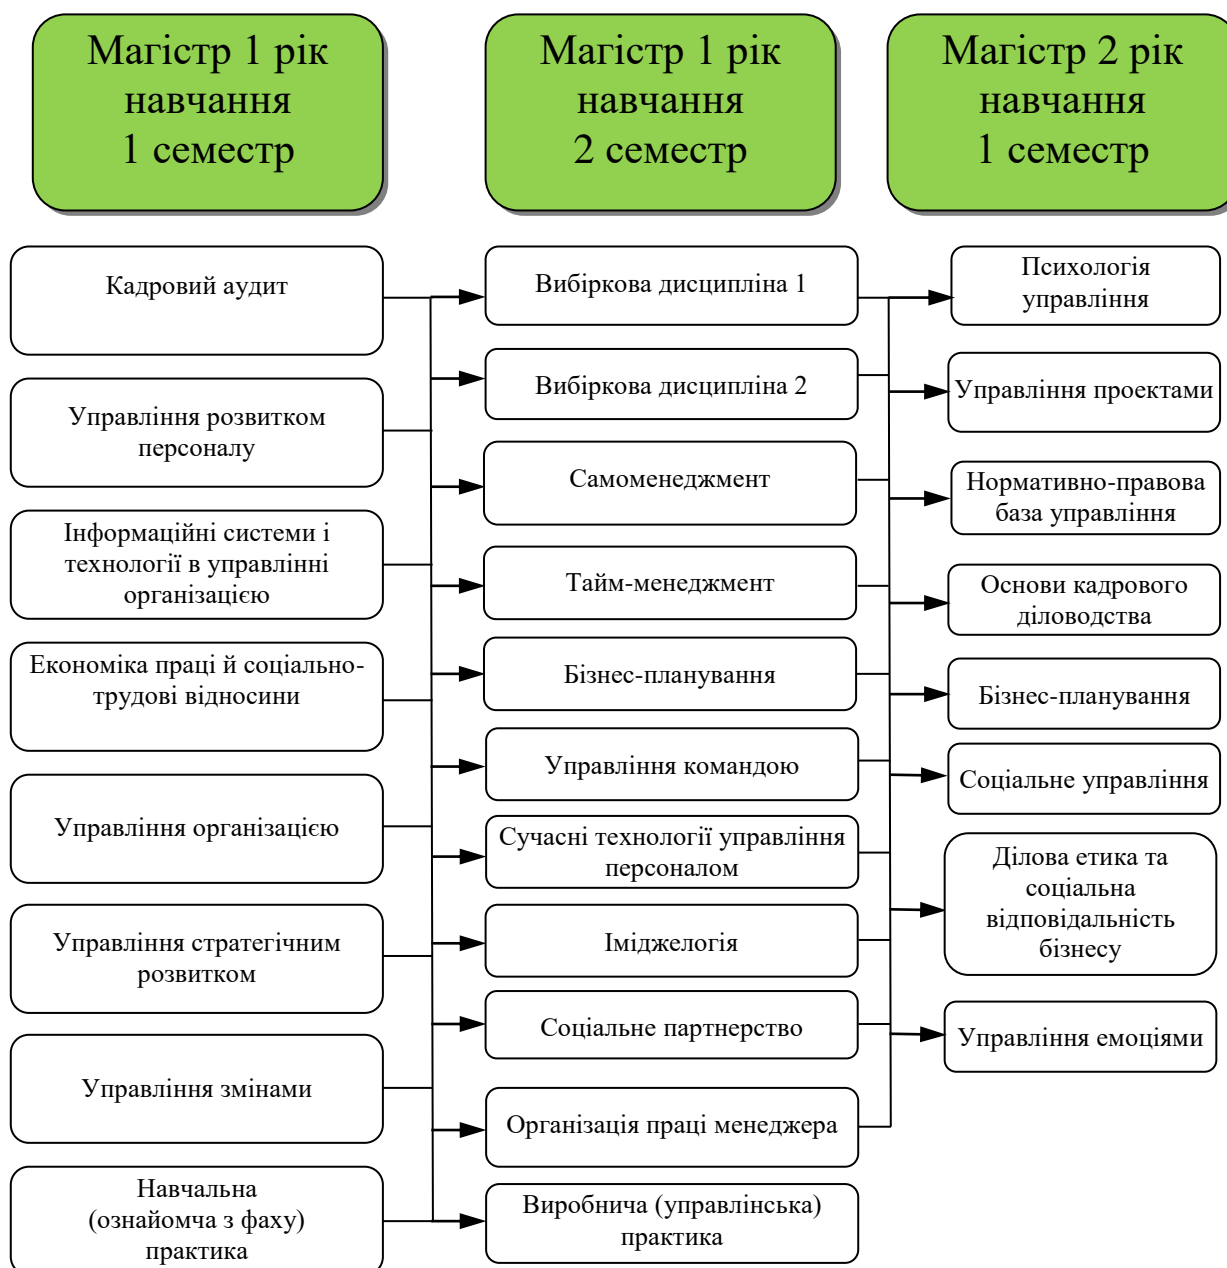 Магістр 1 рік
навчання
1 семестр
Магістр 1 рік
навчання
2 семестр
Магістр 2 рік
навчання
1 семестр
Кадровий аудит
Управління розвитком
персоналу
Інформаційні системи і
технології в управлінні
організацією
Економіка праці й соціально-
трудові відносини
Управління організацією
Управління стратегічним
розвитком
Управління змінами
Навчальна
(ознайомча з фаху)
практика
Вибіркова дисципліна 1
Вибіркова дисципліна 2
Самоменеджмент
Тайм-менеджмент
Бізнес-планування
Управління командою
Сучасні технології управління
персоналом
Іміджелогія
Соціальне партнерство
Організація праці менеджера
Виробнича (управлінська)
практика
Психологія
управління
Управління проектами
Нормативно-правова
база управління
Основи кадрового
діловодства
Бізнес-планування
Соціальне управління
Ділова етика та
соціальна
відповідальність
бізнесу
Управління емоціями